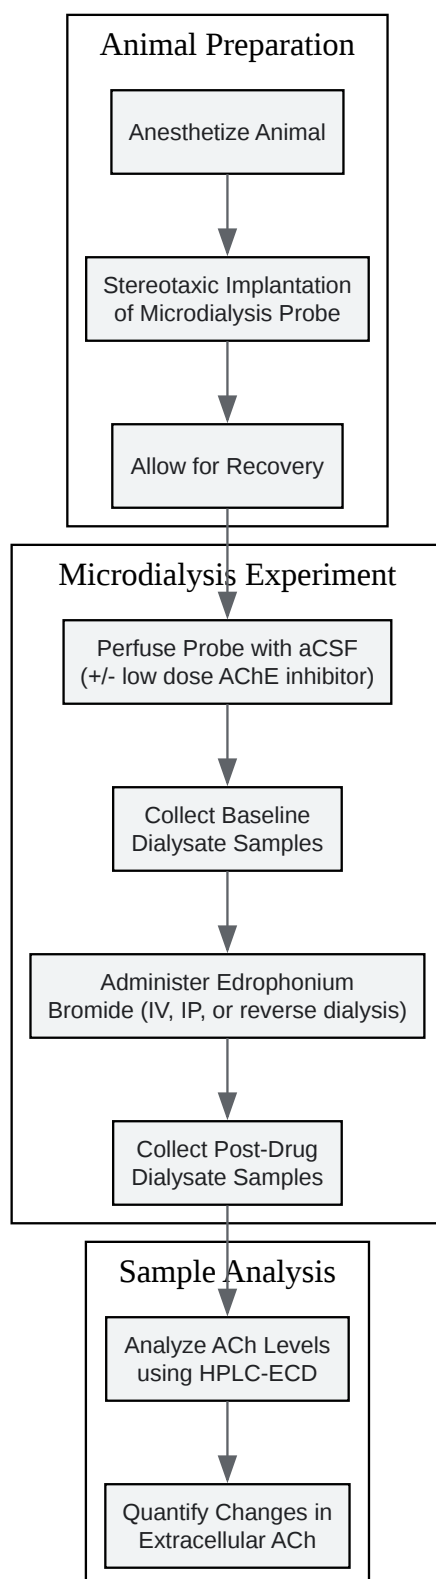 Animal Preparation
Anesthetize Animal
Stereotaxic Implantation
of Microdialysis Probe
Allow for Recovery
Microdialysis Experiment
Perfuse Probe with aCSF
(+/- low dose AChE inhibitor)
Collect Baseline
Dialysate Samples
Administer Edrophonium
Bromide (IV, IP, or reverse dialysis)
Collect Post-Drug
Dialysate Samples
Sample Analysis
Analyze ACh Levels
using HPLC-ECD
Quantify Changes in
Extracellular ACh